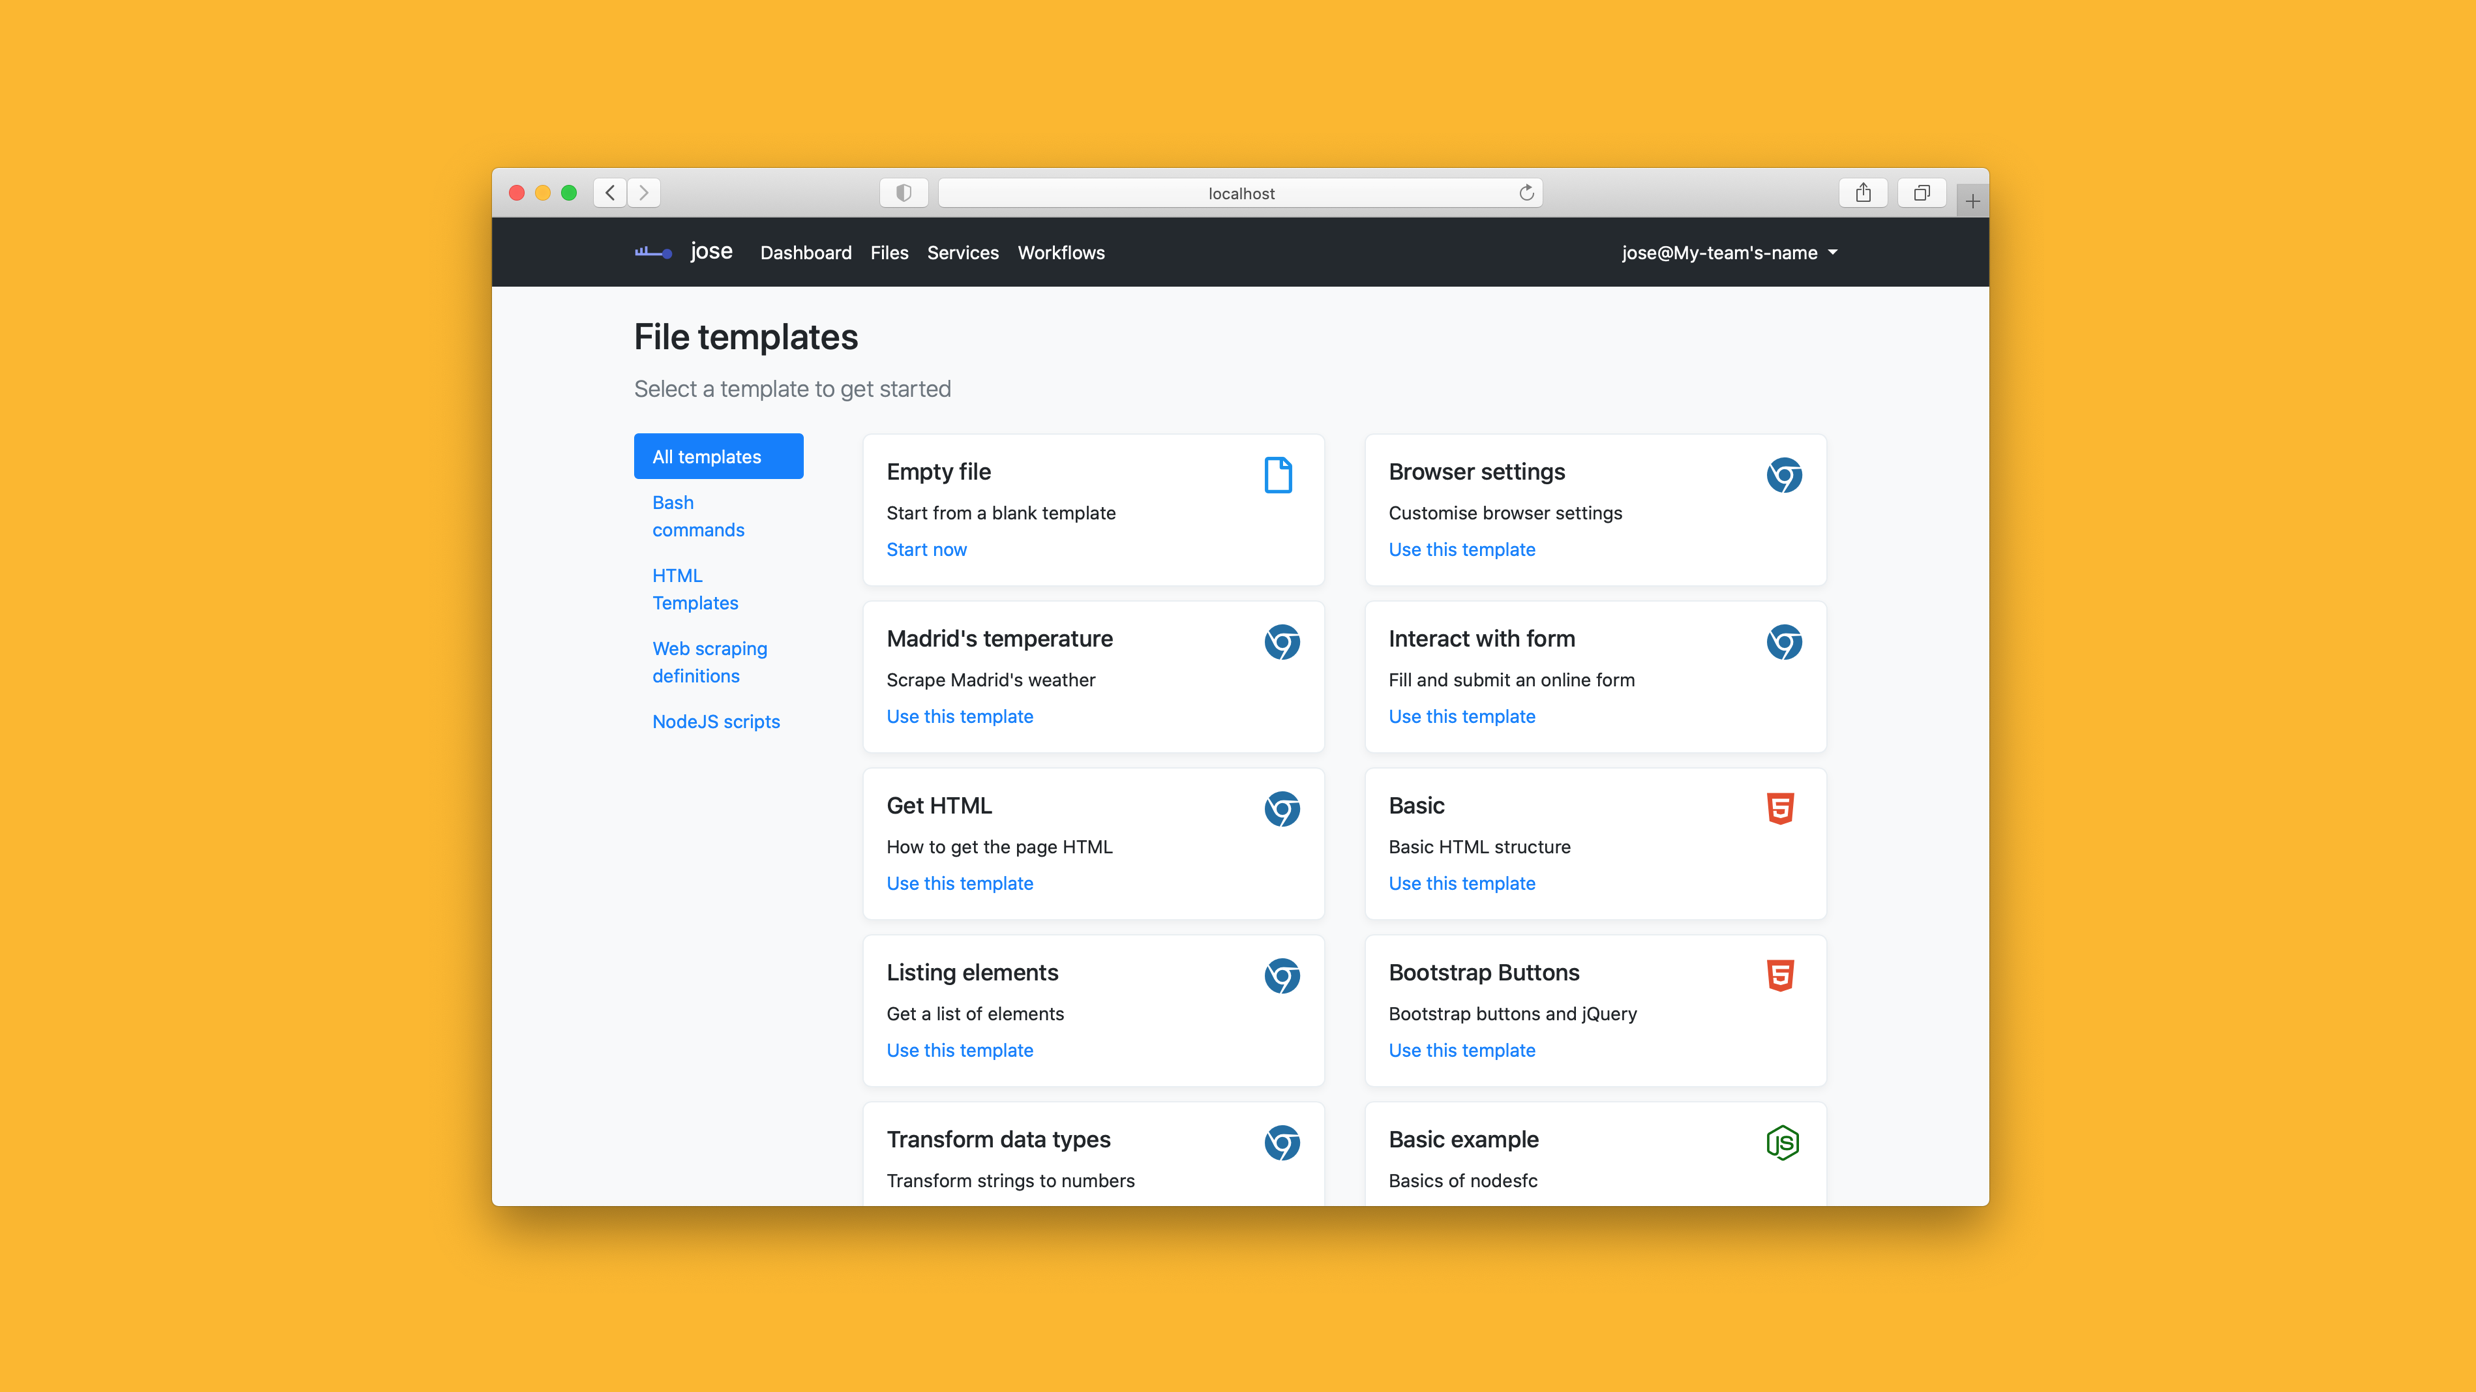 localhost
jose Dashboard Files Services Workflows jose@My-team's-name
File templates
Select a template to get started
All templates
Bash
commands
HTML
Templates
Web scraping
definitions
NodeJS scripts
Empty file
Start from a blank template
Start now
Browser settings
Customise browser settings
Use this template
Madrid's temperature
Scrape Madrid's weather
Use this template
Interact with form
Fill and submit an online form
Use this template
Get HTML
How to get the page HTML
Use this template
Basic
Basic HTML structure
Use this template
Listing elements
Get a list of elements
Use this template
Bootstrap Buttons
Bootstrap buttons and jQuery
Use this template
Transform data types
Transform strings to numbers
Basic example
Basics of nodesfc